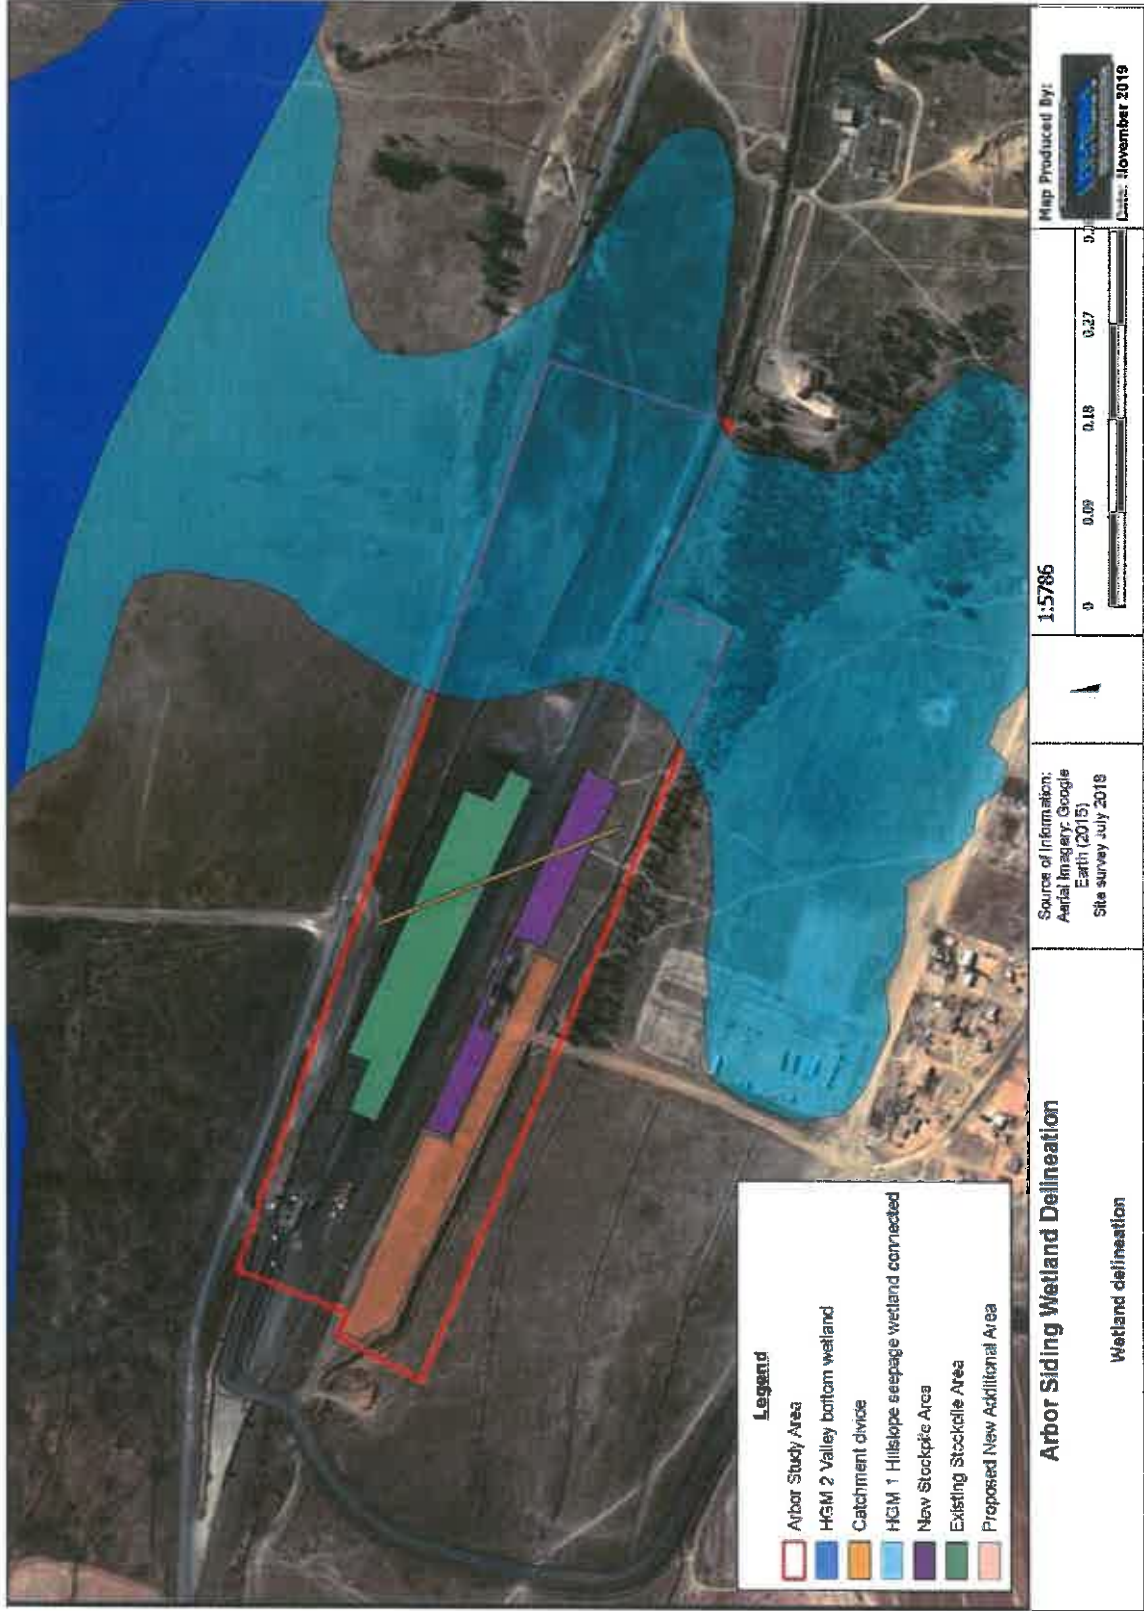 Legend
Arbor Study Area
HGM 2 Valley bottom wetland
Catchment divide
HGM 1 Hillslope seepage wetland connected
New Stockpile Area
Existing Stockpile Area
Proposed New Additional Area
Arbor Siding Wetland Delineation
Wetland delineation
Source of Information:
Aerial Imagery: Google
Earth (2015)
Site survey July 2018
1:5786
0 0.09 0.18 0.27
Map Produced By:
Date: November 2019